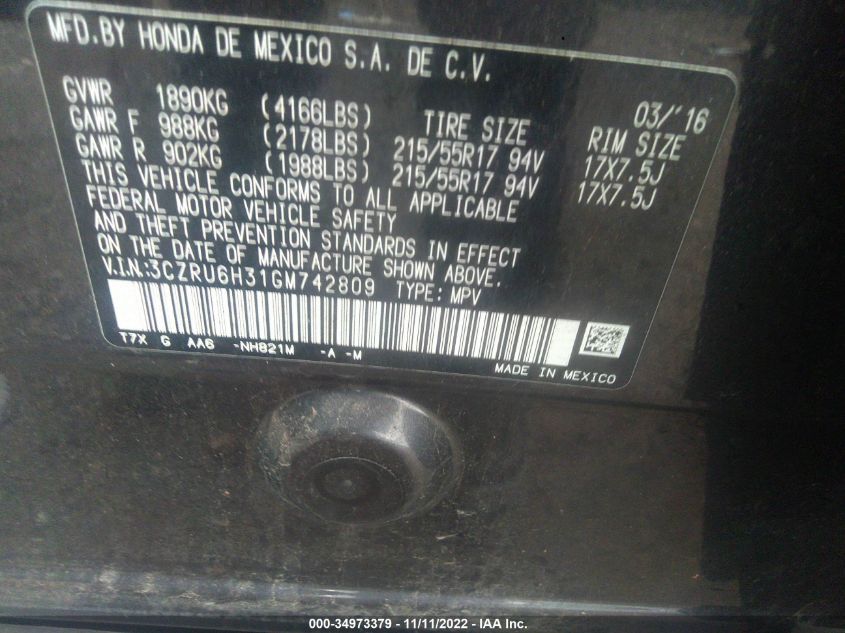 MFD.BY HONDA DE MEXICO S.A. DE C.V.
03/'16
GVWR 1890KG (4166LBS) TIRE SIZE RIM SIZE
GAWR F 988KG (2178LBS) 215/55R17 94V 17X7.5J
GAWR R 902KG (1988LBS) 215/55R17 94V 17X7.5J
THIS VEHICLE CONFORMS TO ALL APPLICABLE
FEDERAL MOTOR VEHICLE SAFETY
AND THEFT PREVENTION STANDARDS IN EFFECT
ON THE DATE OF MANUFACTURE SHOWN ABOVE.
V.I.N:3CZRU6H31GM742809 TYPE: MPV
T7X G AA6 -NH821M -A -M
MADE IN MEXICO
000-34973379 - 11/11/2022 - IAA Inc.